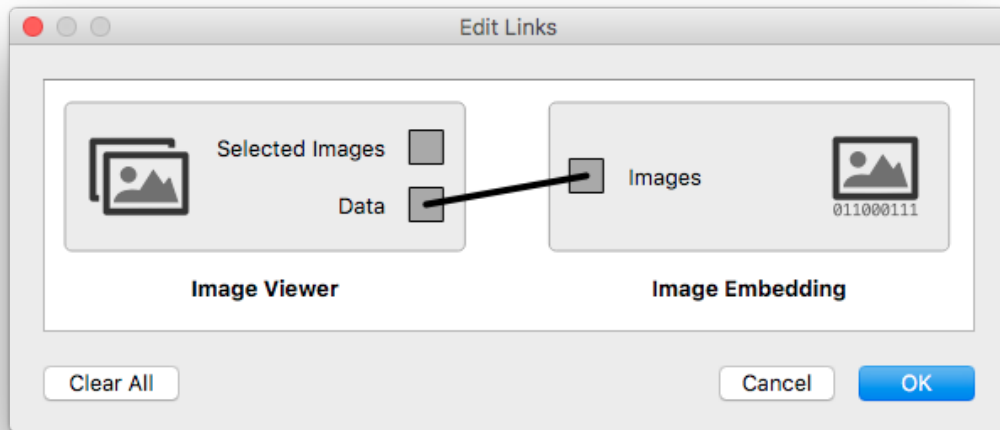 Edit Links
Selected Images
Data
Images
011000111
Image Viewer
Image Embedding
Clear All
Cancel
OK